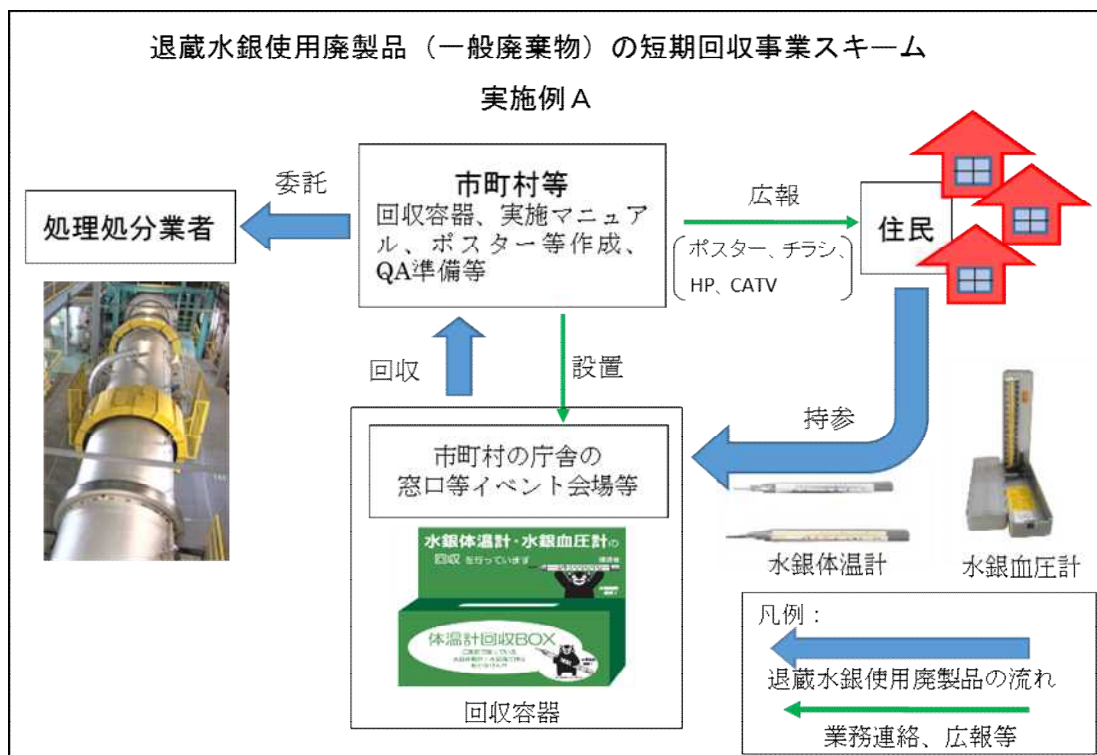 退蔵水銀使用廃製品（一般廃棄物）の短期回収事業スキーム
実施例A
処理処分業者
委託
市町村等
回収容器、実施マニュア
ル、ポスター等作成、
QA準備等
広報
ポスター、チラシ、
HP、CATV
住民
回収
設置
持参
市町村の庁舎の
窓口等イベント会場等
水銀体温計・水銀血圧計の
回収 を行っています
体温計回収BOX
回収容器
水銀体温計
水銀血圧計
凡例：
退蔵水銀使用廃製品の流れ
業務連絡、広報等